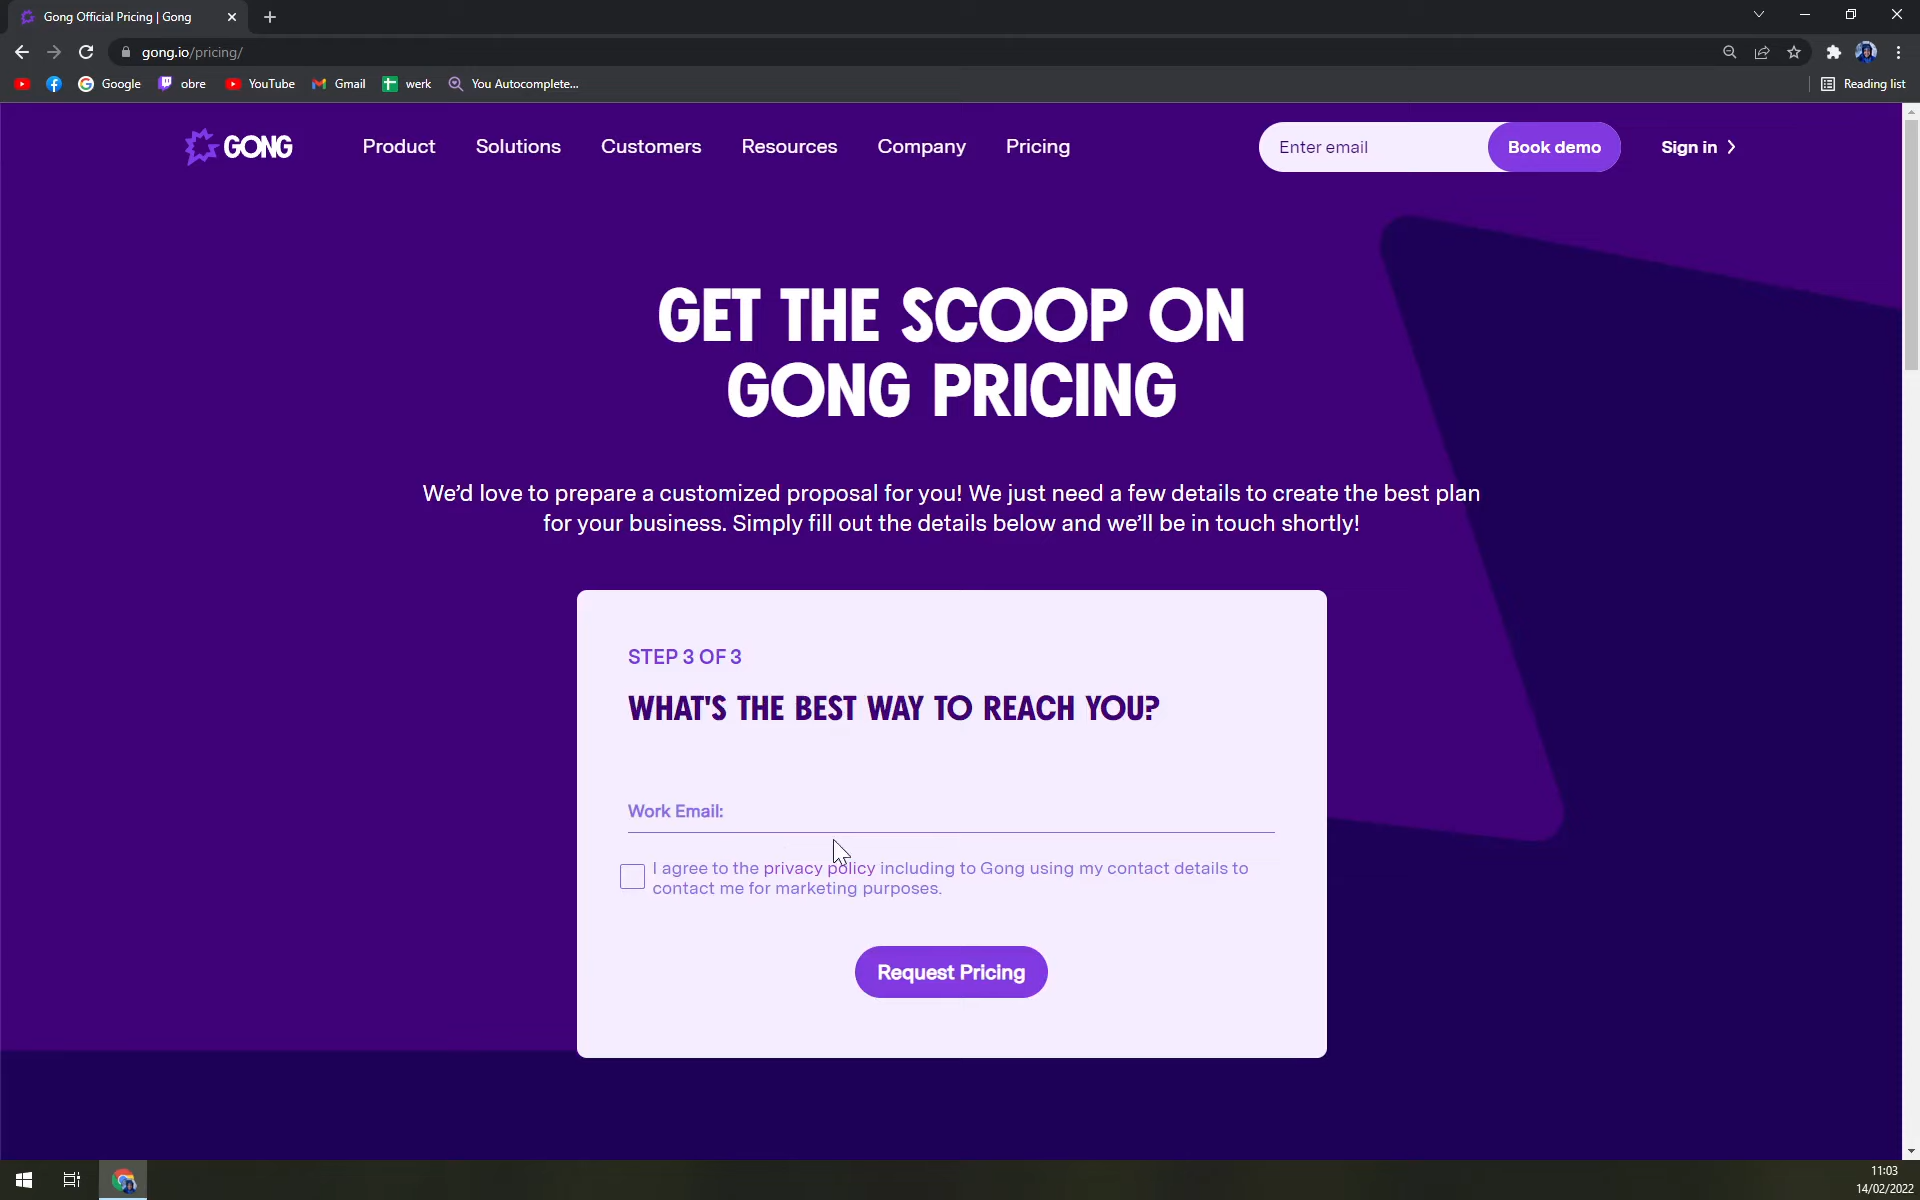 Gong Official Pricing | Gong
gong.io/pricing/
Google
obre
YouTube
Gmail
werk
You Autocomplete...
Reading list
GONG
Product
Solutions
Customers
Resources
Company
Pricing
Enter email
Book demo
Sign in
GET THE SCOOP ON
GONG PRICING
We'd love to prepare a customized proposal for you! We just need a few details to create the best plan
for your business. Simply fill out the details below and we'll be in touch shortly!
STEP 3 OF 3
WHAT'S THE BEST WAY TO REACH YOU?
Work Email:
I agree to the privacy policy including to Gong using my contact details to
contact me for marketing purposes.
Request Pricing
11:03
14/02/2022